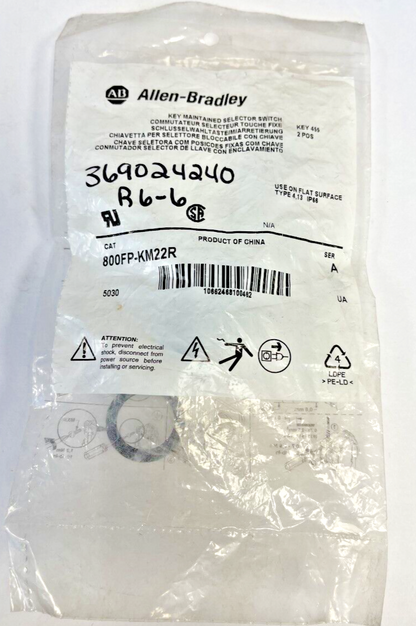 AB Allen-Bradley
KEY MAINTAINED SELECTOR SWITCH
COMMUTATEUR SELECTEUR TOUCHE FIXE
SCHLUSSELWAHLTASTE/MIARRETIERUNG
CHIAVETTA PER SELETTORE BLOCCABILE CON CHIAVE
CHAVE SELETORA COM POSICOES FIXAS COM CHAVE
CONMUTADOR SELECTOR DE LLAVE CON ENCLAVAMIENTO
KEY 455
2 POS
369024240
R6-6
USE ON FLAT SURFACE
TYPE 4,13 IP66
N/A
PRODUCT OF CHINA
CAT
800FP-KM22R
SER
A
5030
10662468100462
UA
ATTENTION:
To prevent electrical
shock, disconnect from
power source before
installing or servicing.
4
LDPE
>PE-LD<